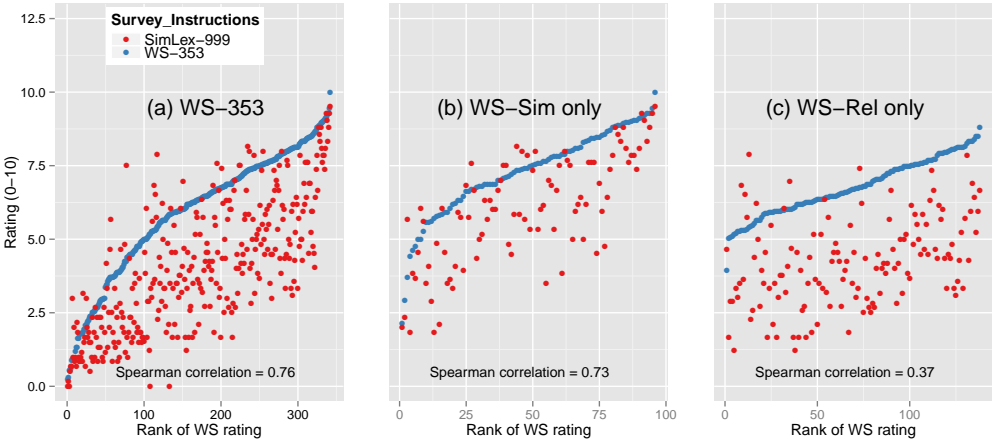 Survey_Instructions
SimLex−999
WS−353
(a) WS−353
(b) WS−Sim only
(c) WS−Rel only
Rating (0−10)
12.5
10.0
7.5
5.0
2.5
0.0
Spearman correlation = 0.76
Spearman correlation = 0.73
Spearman correlation = 0.37
0 100 200 300
0 25 50 75 100
0 50 100
Rank of WS rating
Rank of WS rating
Rank of WS rating